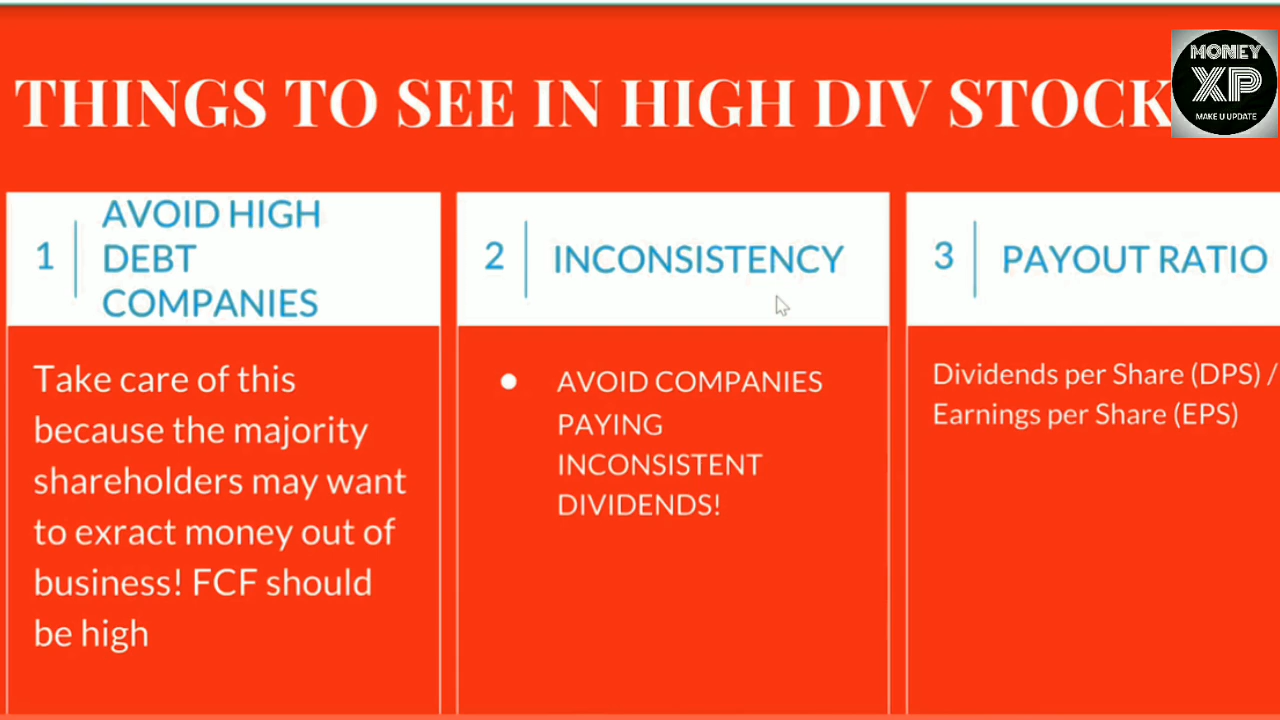 THINGS TO SEE IN HIGH DIV STOCK
MONEY
XP
MAKE U UPDATE
1
AVOID HIGH
DEBT
COMPANIES
Take care of this
because the majority
shareholders may want
to exract money out of
business! FCF should
be high
2
INCONSISTENCY
● AVOID COMPANIES
PAYING
INCONSISTENT
DIVIDENDS!
3
PAYOUT RATIO
Dividends per Share (DPS) /
Earnings per Share (EPS)